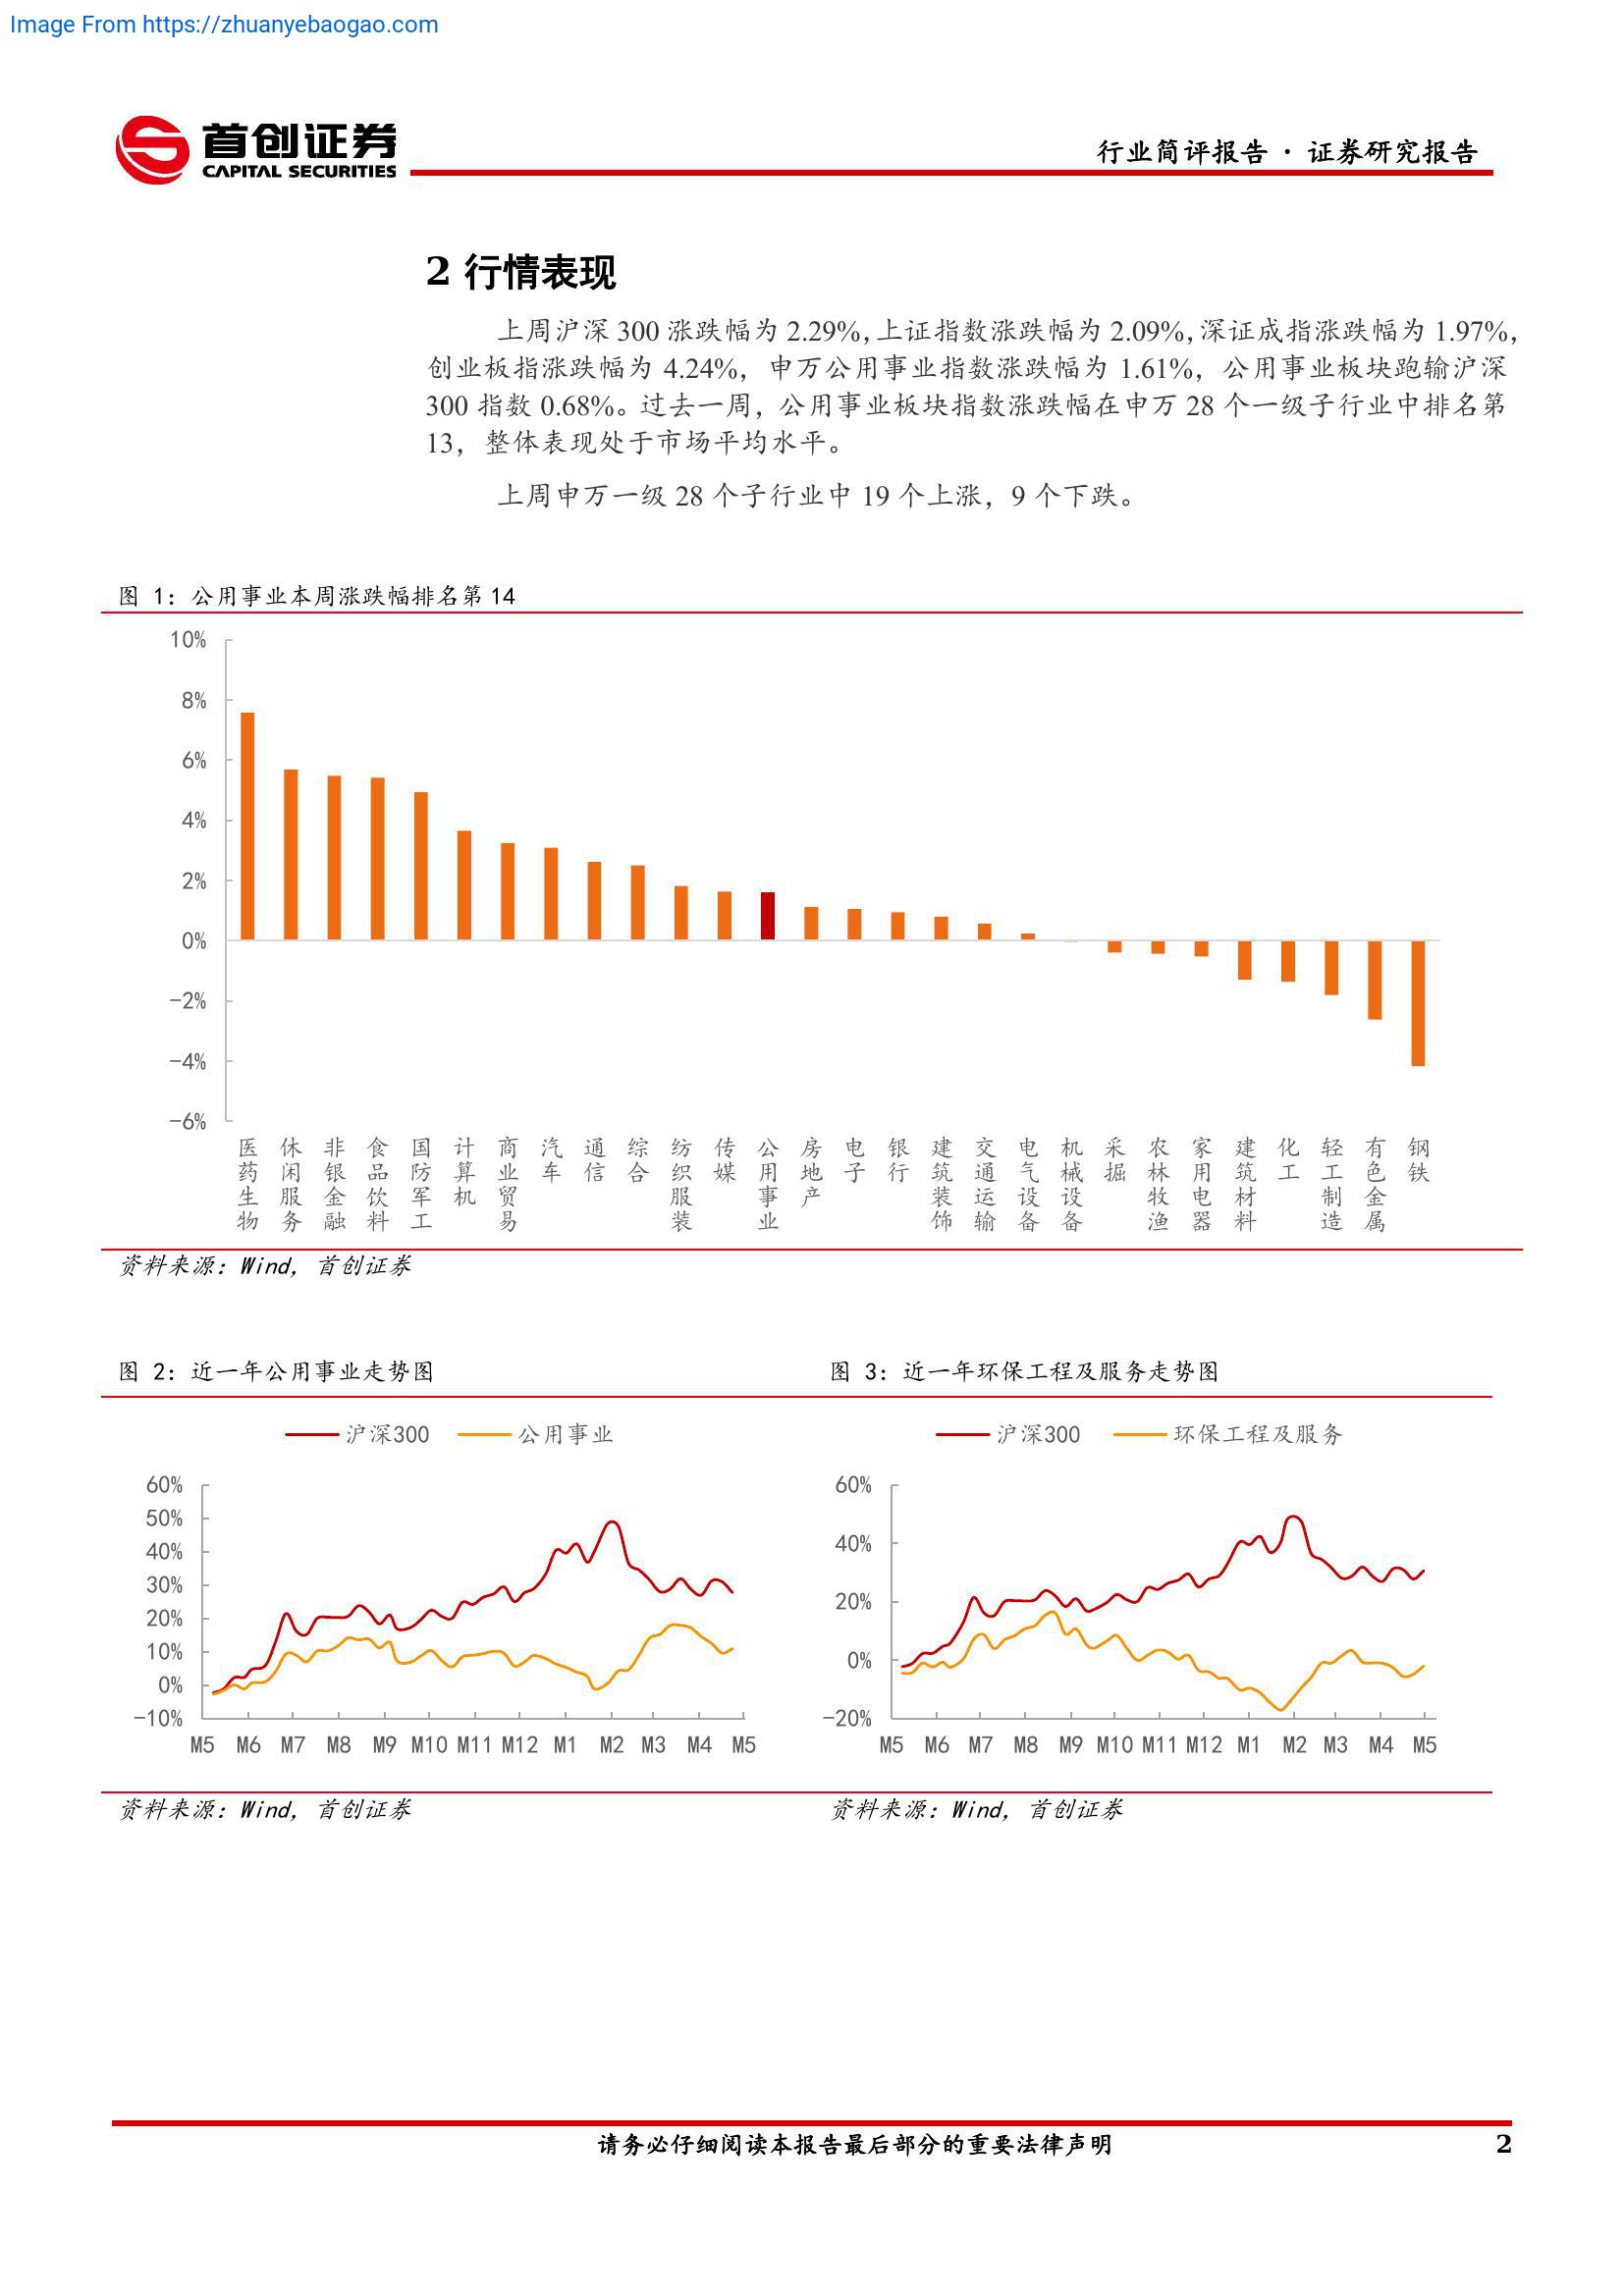 Image From https://zhuanyebaogao.com
首创证券
CAPITAL SECURITIES
行业简评报告 · 证券研究报告
2 行情表现
上周沪深 300 涨跌幅为 2.29%,上证指数涨跌幅为 2.09%,深证成指涨跌幅为 1.97%,
创业板指涨跌幅为 4.24%，申万公用事业指数涨跌幅为 1.61%，公用事业板块跑输沪深
300 指数 0.68%。过去一周，公用事业板块指数涨跌幅在申万 28 个一级子行业中排名第
13，整体表现处于市场平均水平。
上周申万一级 28 个子行业中 19 个上涨，9 个下跌。
图 1：公用事业本周涨跌幅排名第 14
10%
8%
6%
4%
2%
0%
-2%
-4%
-6%
医药生物
休闲服务
非银金融
食品饮料
国防军工
计算机
商业贸易
汽车
通信
综合
纺织服装
传媒
公用事业
房地产
电子
银行
建筑装饰
交通运输
电气设备
机械设备
采掘
农林牧渔
家用电器
建筑材料
化工
轻工制造
有色金属
钢铁
资料来源：Wind, 首创证券
图 2：近一年公用事业走势图
沪深300 公用事业
60%
50%
40%
30%
20%
10%
0%
-10%
M5 M6 M7 M8 M9 M10 M11 M12 M1 M2 M3 M4 M5
资料来源：Wind, 首创证券
图 3：近一年环保工程及服务走势图
沪深300 环保工程及服务
60%
40%
20%
0%
-20%
M5 M6 M7 M8 M9 M10 M11 M12 M1 M2 M3 M4 M5
资料来源：Wind, 首创证券
请务必仔细阅读本报告最后部分的重要法律声明
2